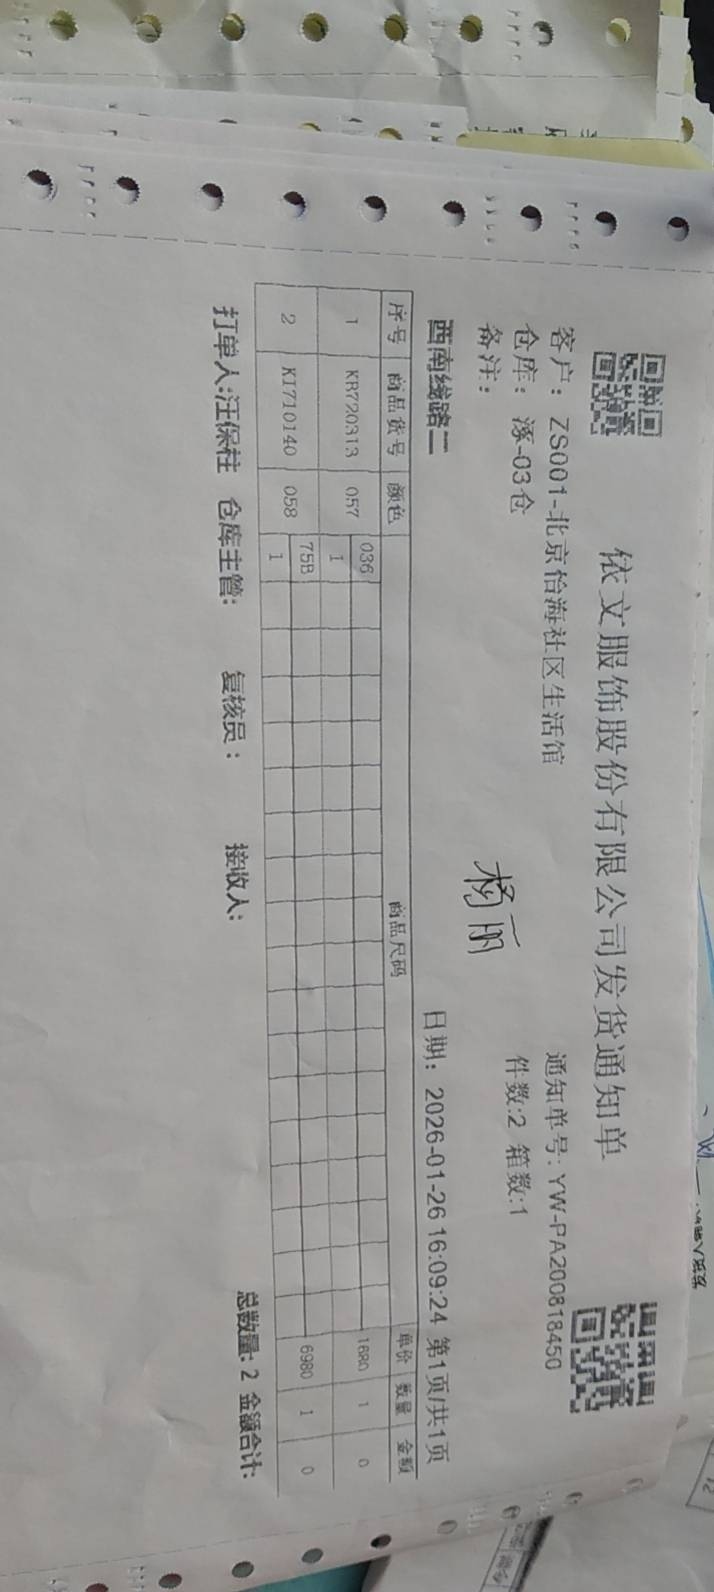 依文服饰股份有限公司发货通知单
客户：ZS001-北京怡海社区生活馆 通知单号：YW-PA200818450
仓库：涿-03仓 件数:2 箱数:1
备注：
杨丽
西南线路二 日期：2026-01-26 16:09:24 第1页/共1页
序号 商品货号 颜色 商品尺码 单价 数量 金额
036
1 KR720313 057 1 1680 1 0
75B
2 KI710140 058 1 6980 1 0
打单人:汪保柱 仓库主管: 复核员： 接收人: 总数量: 2 金额合计: